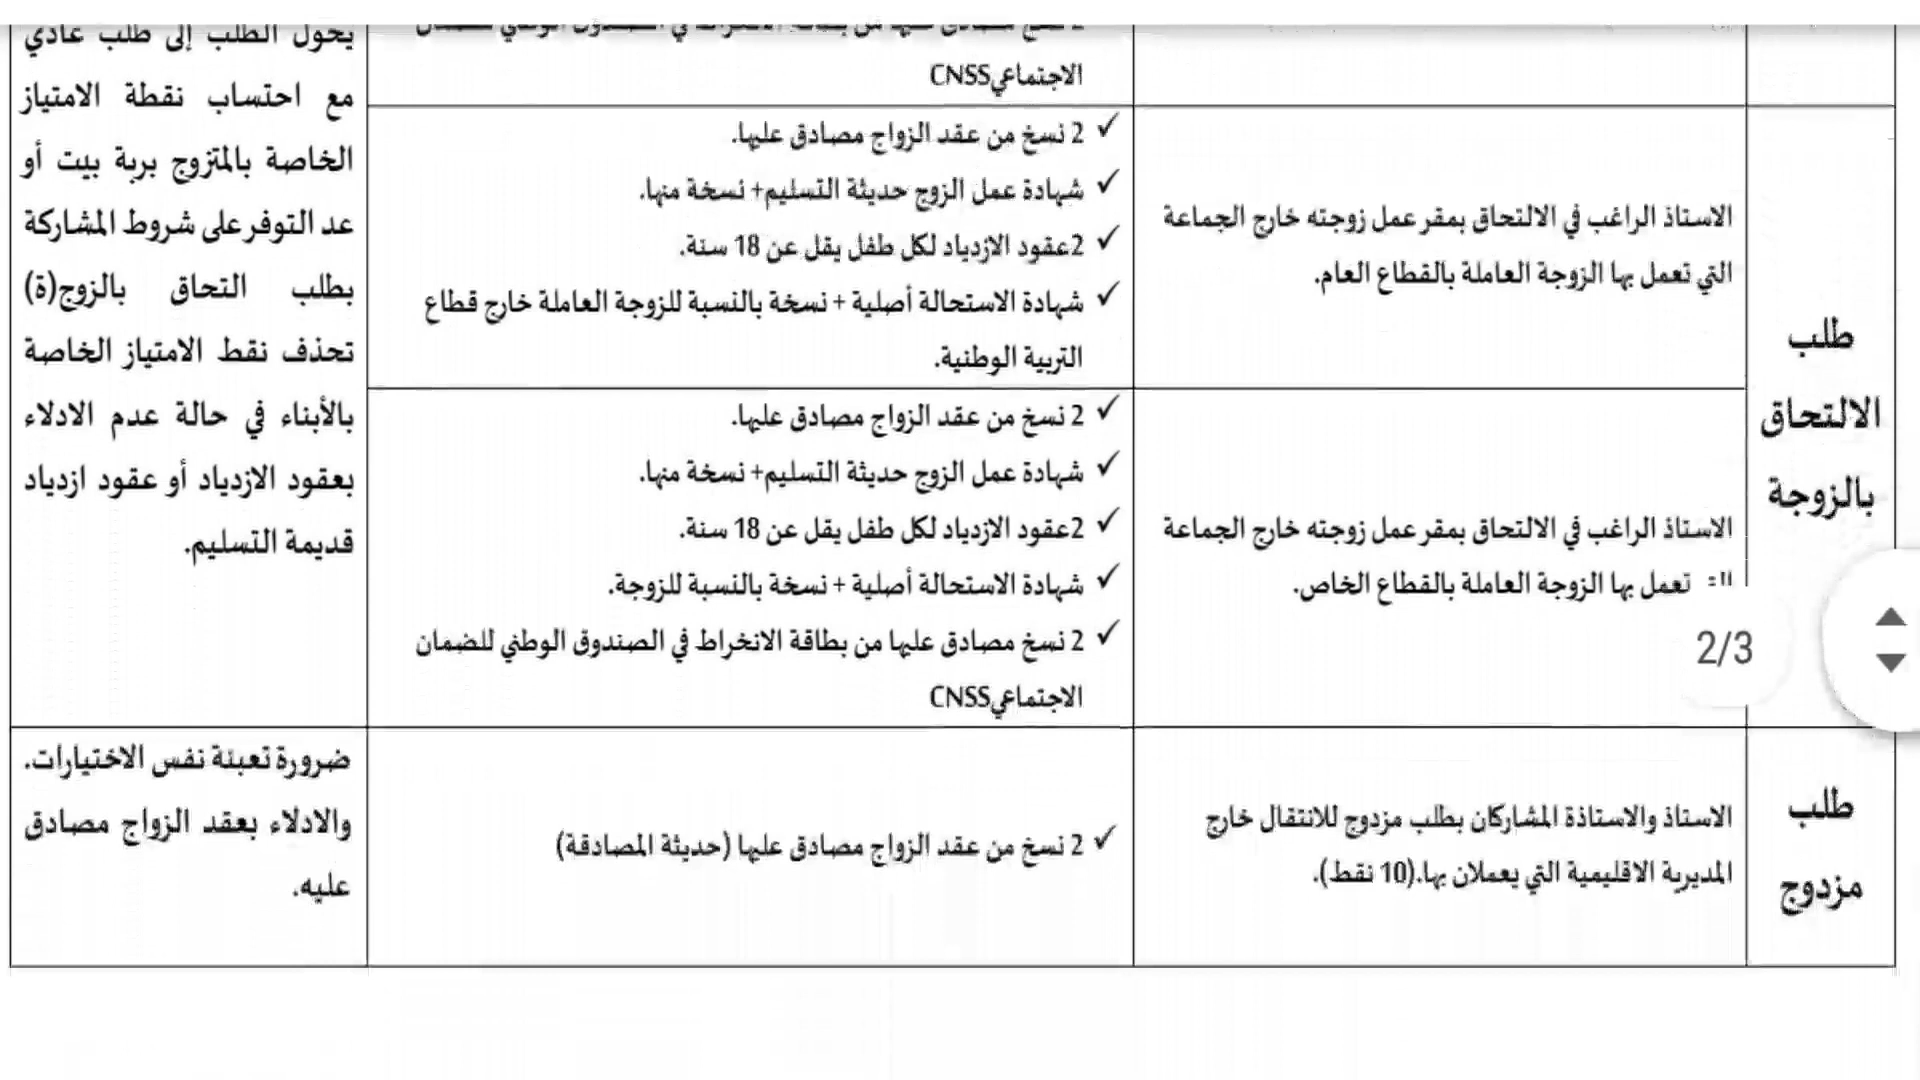 الاجتماعيCNSS
طلب
الالتحاق
بالزوجة
الاستاذ الراغب في الالتحاق بمقر عمل زوجته خارج الجماعة
التي تعمل بها الزوجة العاملة بالقطاع العام.
✓ 2 نسخ من عقد الزواج مصادق عليها.
✓ شهادة عمل الزوج حديثة التسليم+ نسخة منها.
✓ 2عقود الازدياد لكل طفل يقل عن 18 سنة.
✓ شهادة الاستحالة أصلية + نسخة بالنسبة للزوجة العاملة خارج قطاع
التربية الوطنية.
الاستاذ الراغب في الالتحاق بمقر عمل زوجته خارج الجماعة
تعمل بها الزوجة العاملة بالقطاع الخاص.
✓ 2 نسخ من عقد الزواج مصادق عليها.
✓ شهادة عمل الزوج حديثة التسليم+ نسخة منها.
✓ 2عقود الازدياد لكل طفل يقل عن 18 سنة.
✓ شهادة الاستحالة أصلية + نسخة بالنسبة للزوجة.
✓ 2 نسخ مصادق عليها من بطاقة الانخراط في الصندوق الوطني للضمان
الاجتماعيCNSS
يحول الطلب إلى طلب عادي
مع احتساب نقطة الامتياز
الخاصة بالمتزوج بربة بيت أو
عد التوفر على شروط المشاركة
بطلب التحاق بالزوج(ة)
تحذف نقط الامتياز الخاصة
بالأبناء في حالة عدم الادلاء
بعقود الازدياد أو عقود ازدياد
قديمة التسليم.
2/3
طلب
مزدوج
الاستاذ والاستاذة المشاركان بطلب مزدوج للانتقال خارج
المديرية الاقليمية التي يعملان بها.(10 نقط).
✓ 2 نسخ من عقد الزواج مصادق عليها (حديثة المصادقة)
ضرورة تعبئة نفس الاختيارات.
والادلاء بعقد الزواج مصادق
عليه.